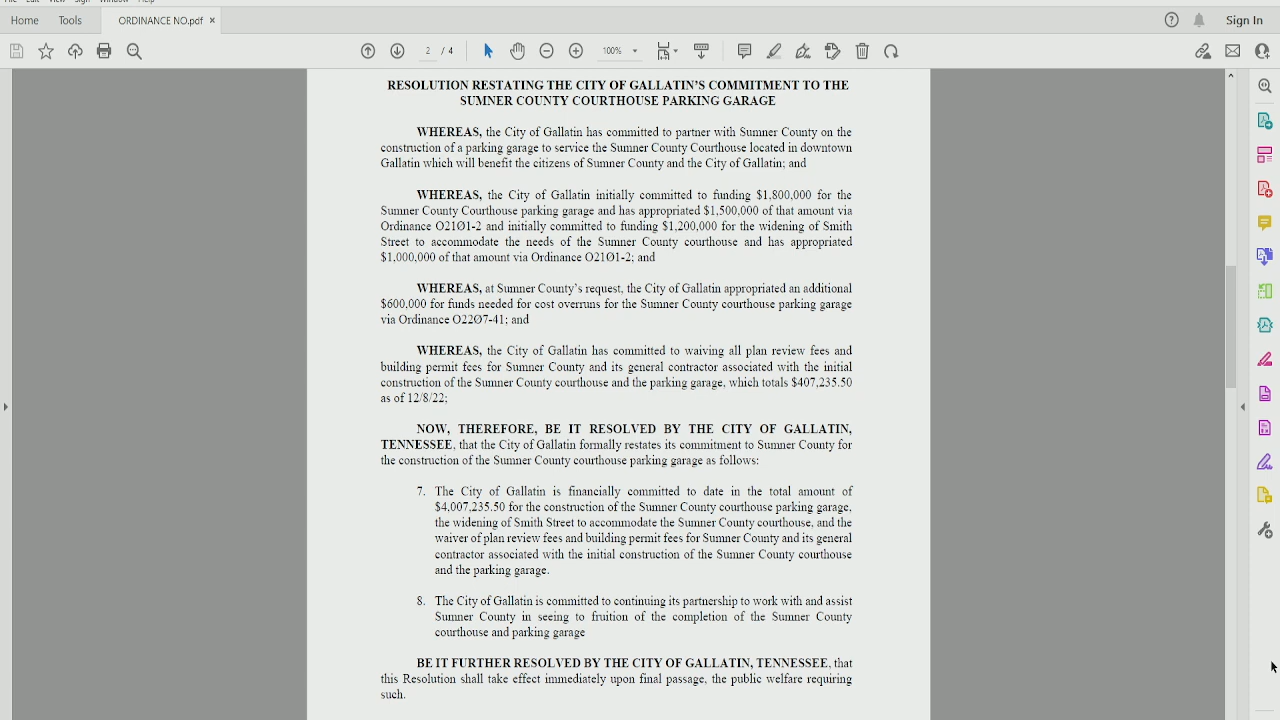 Home Tools ORDINANCE NO.pdf × Sign In
2 / 4 100%
RESOLUTION RESTATING THE CITY OF GALLATIN'S COMMITMENT TO THE
SUMNER COUNTY COURTHOUSE PARKING GARAGE
WHEREAS, the City of Gallatin has committed to partner with Sumner County on the
construction of a parking garage to service the Sumner County Courthouse located in downtown
Gallatin which will benefit the citizens of Sumner County and the City of Gallatin; and
WHEREAS, the City of Gallatin initially committed to funding $1,800,000 for the
Sumner County Courthouse parking garage and has appropriated $1,500,000 of that amount via
Ordinance O21Ø1-2 and initially committed to funding $1,200,000 for the widening of Smith
Street to accommodate the needs of the Sumner County courthouse and has appropriated
$1,000,000 of that amount via Ordinance O21Ø1-2; and
WHEREAS, at Sumner County's request, the City of Gallatin appropriated an additional
$600,000 for funds needed for cost overruns for the Sumner County courthouse parking garage
via Ordinance O22Ø7-41; and
WHEREAS, the City of Gallatin has committed to waiving all plan review fees and
building permit fees for Sumner County and its general contractor associated with the initial
construction of the Sumner County courthouse and the parking garage, which totals $407,235.50
as of 12/8/22;
NOW, THEREFORE, BE IT RESOLVED BY THE CITY OF GALLATIN,
TENNESSEE, that the City of Gallatin formally restates its commitment to Sumner County for
the construction of the Sumner County courthouse parking garage as follows:
7. The City of Gallatin is financially committed to date in the total amount of
$4,007,235.50 for the construction of the Sumner County courthouse parking garage,
the widening of Smith Street to accommodate the Sumner County courthouse, and the
waiver of plan review fees and building permit fees for Sumner County and its general
contractor associated with the initial construction of the Sumner County courthouse
and the parking garage.
8. The City of Gallatin is committed to continuing its partnership to work with and assist
Sumner County in seeing to fruition of the completion of the Sumner County
courthouse and parking garage
BE IT FURTHER RESOLVED BY THE CITY OF GALLATIN, TENNESSEE, that
this Resolution shall take effect immediately upon final passage, the public welfare requiring
such.